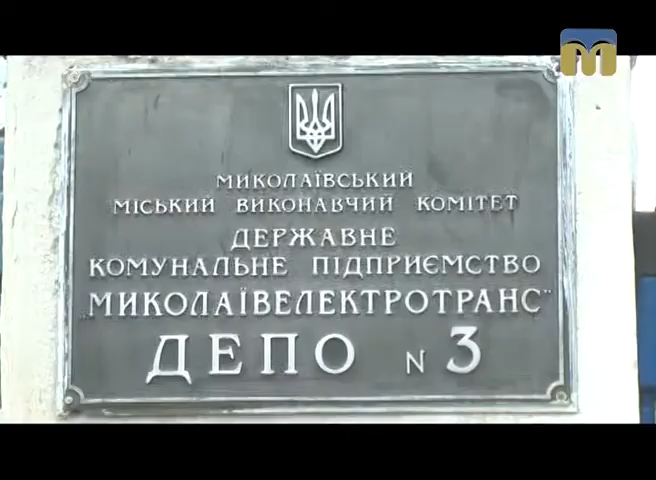 МИКОЛАЇВСЬКИЙ
МІСЬКИЙ ВИКОНАВЧИЙ КОМІТЕТ
ДЕРЖАВНЕ
КОМУНАЛЬНЕ ПІДПРИЄМСТВО
„МИКОЛАЇВЕЛЕКТРОТРАНС"
ДЕПО N 3